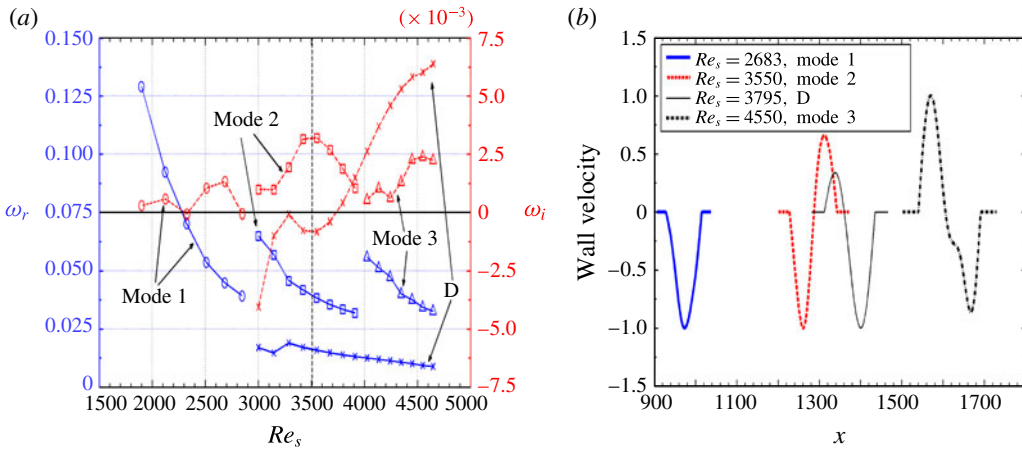 (a)
(× 10⁻³)
0.150
0.125
0.100
0.075
0.050
0.025
0
ωᵣ
7.5
5.0
2.5
0
−2.5
−5.0
−7.5
ωᵢ
Mode 2
Mode 1
Mode 3
D
1500 2000 2500 3000 3500 4000 4500 5000
Reₛ
(b)
1.5
1.0
0.5
0
−0.5
−1.0
−1.5
Wall velocity
Reₛ = 2683, mode 1
Reₛ = 3550, mode 2
Reₛ = 3795, D
Reₛ = 4550, mode 3
900 1100 1300 1500 1700
x